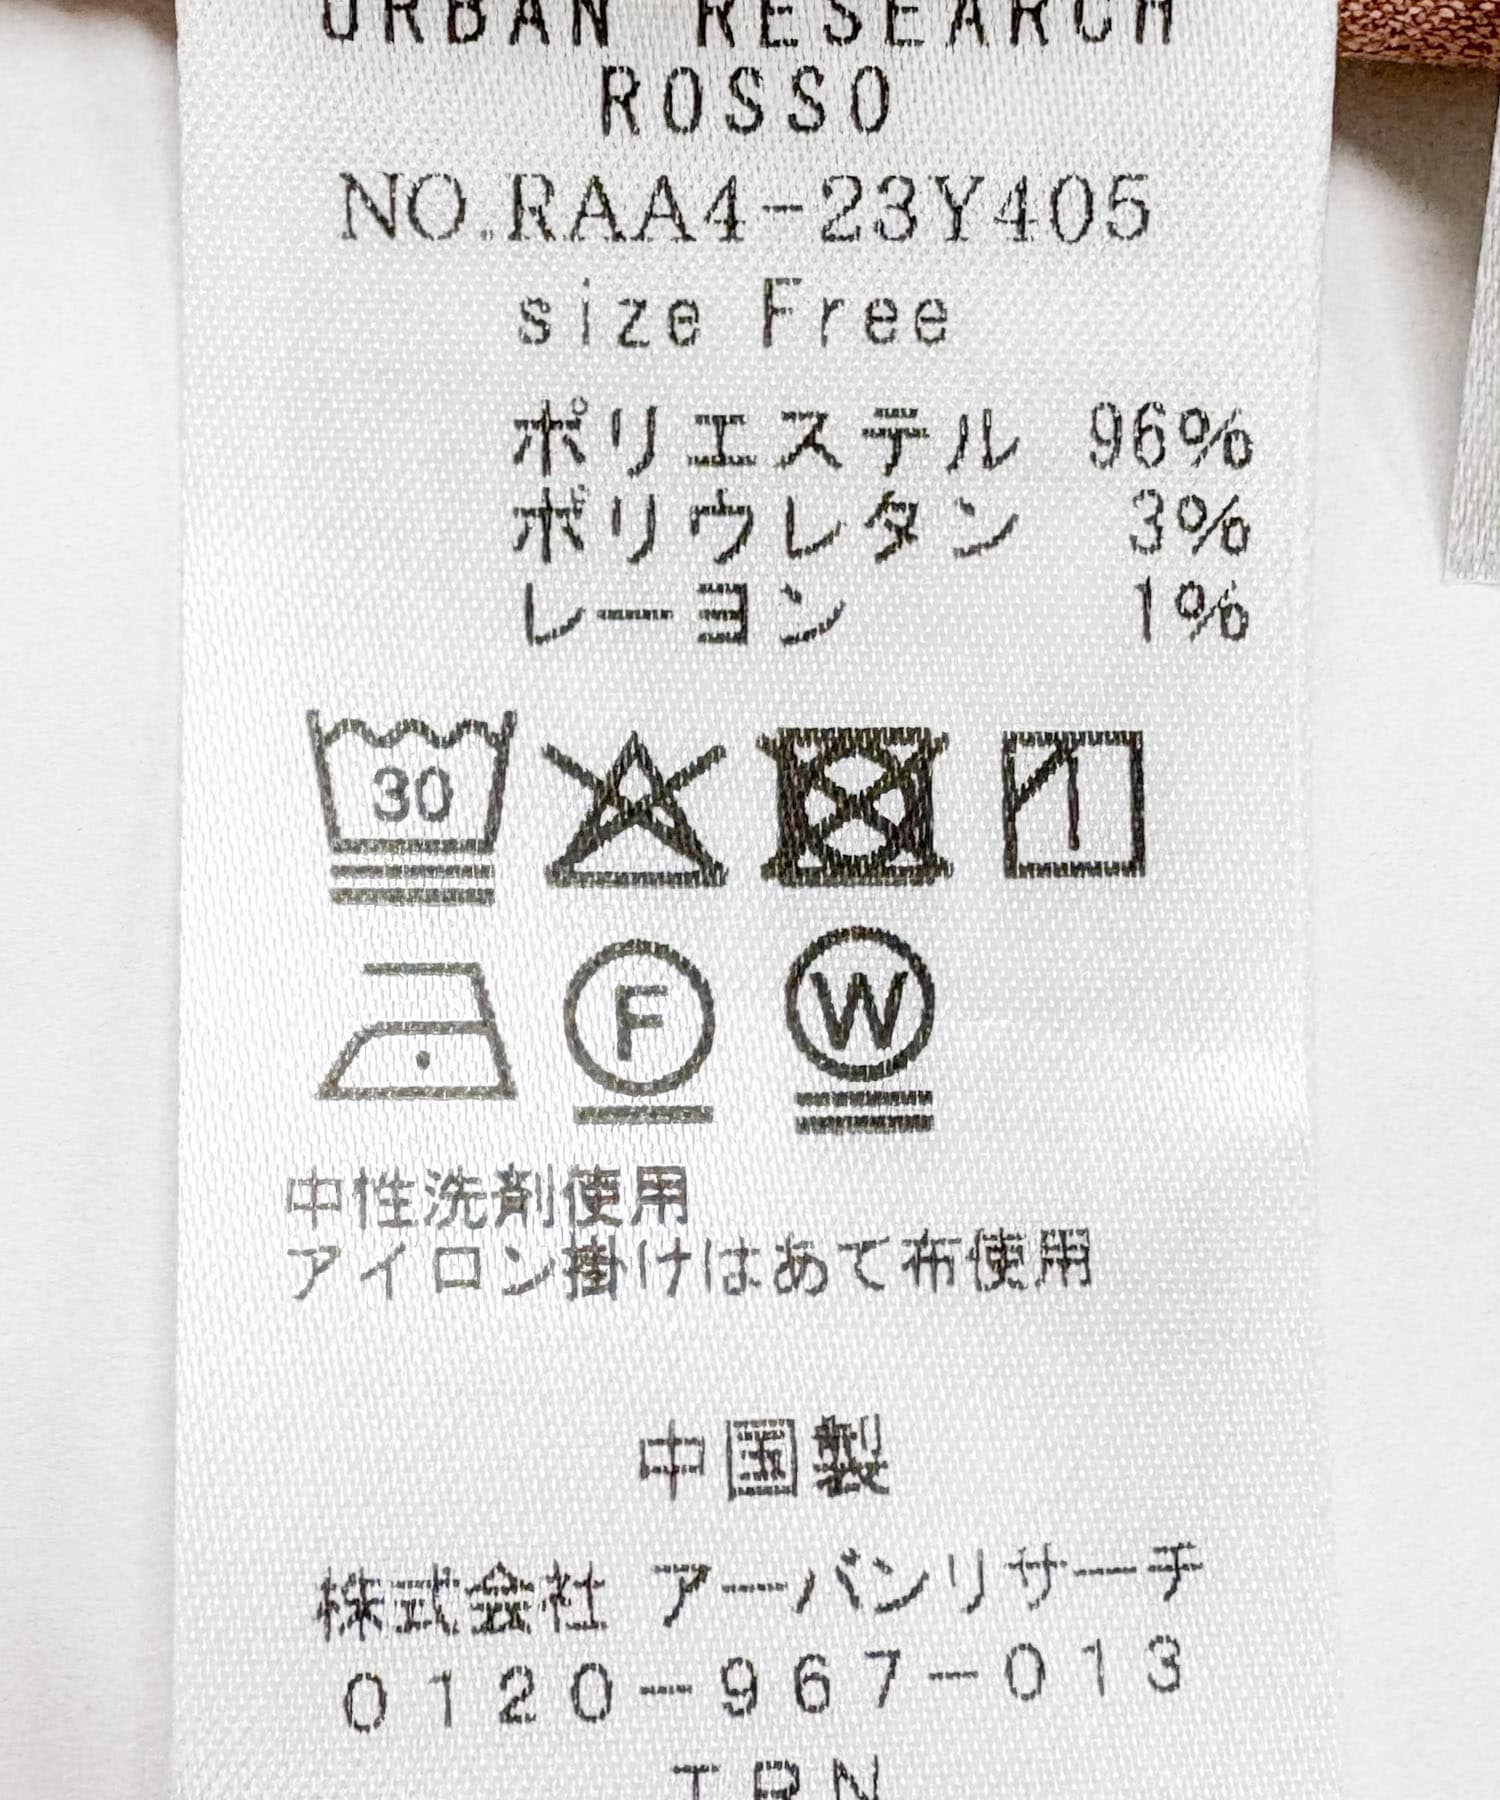 URBAN RESEARCH
ROSSO
NO.RAA4-23Y405
size Free
ポリエステル 96%
ポリウレタン 3%
レーヨン 1%
30
F W
中性洗剤使用
アイロン掛けはあて布使用
中国製
株式会社 アーバンリサーチ
0120-967-013
TRN